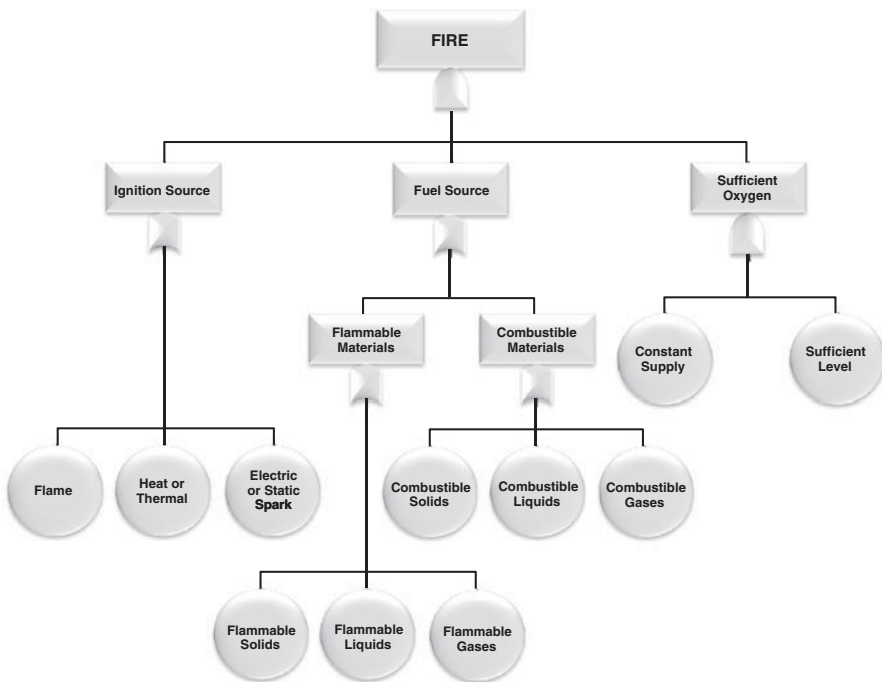 FIRE
Ignition Source
Fuel Source
Sufficient
Oxygen
Flammable
Materials
Combustible
Materials
Constant
Supply
Sufficient
Level
Flame
Heat or
Thermal
Electric
or Static
Spark
Combustible
Solids
Combustible
Liquids
Combustible
Gases
Flammable
Solids
Flammable
Liquids
Flammable
Gases